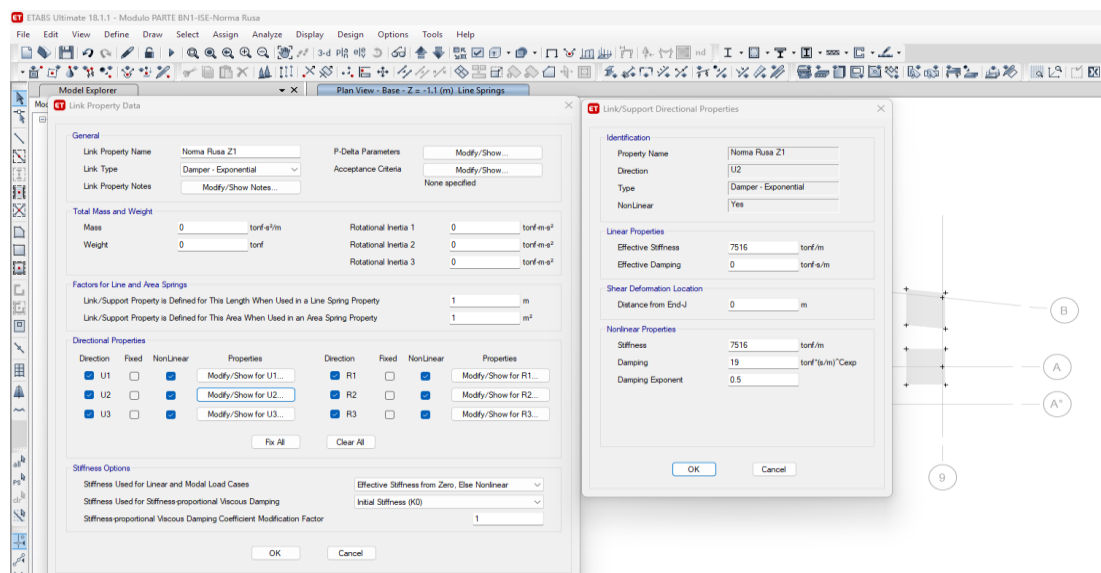 ETABS Ultimate 18.1.1 - Modulo PARTE BN1-ISE-Norma Rusa
File Edit View Define Draw Select Assign Analyze Display Design Options Tools Help
3-d
nd
Model Explorer
Plan View - Base - Z = -1.1 (m) Line Springs
Link Property Data
General
Link Property Name Norma Rusa Z1 P-Delta Parameters Modify/Show...
Link Type Damper - Exponential Acceptance Criteria Modify/Show...
Link Property Notes Modify/Show Notes... None specified
Total Mass and Weight
Mass 0 tonf-s²/m Rotational Inertia 1 0 tonf-m-s²
Weight 0 tonf Rotational Inertia 2 0 tonf-m-s²
Rotational Inertia 3 0 tonf-m-s²
Factors for Line and Area Springs
Link/Support Property is Defined for This Length When Used in a Line Spring Property 1 m
Link/Support Property is Defined for This Area When Used in an Area Spring Property 1 m²
Directional Properties
Direction Fixed NonLinear Properties Direction Fixed NonLinear Properties
U1 Modify/Show for U1... R1 Modify/Show for R1...
U2 Modify/Show for U2... R2 Modify/Show for R2...
U3 Modify/Show for U3... R3 Modify/Show for R3...
Fix All Clear All
Stiffness Options
Stiffness Used for Linear and Modal Load Cases Effective Stiffness from Zero, Else Nonlinear
Stiffness Used for Stiffness-proportional Viscous Damping Initial Stiffness (K0)
Stiffness-proportional Viscous Damping Coefficient Modification Factor 1
OK Cancel
Link/Support Directional Properties
Identification
Property Name Norma Rusa Z1
Direction U2
Type Damper - Exponential
NonLinear Yes
Linear Properties
Effective Stiffness 7516 tonf/m
Effective Damping 0 tonf-s/m
Shear Deformation Location
Distance from End-J 0 m
Nonlinear Properties
Stiffness 7516 tonf/m
Damping 19 tonf*(s/m)^Cexp
Damping Exponent 0.5
OK Cancel
B
A
A"
9